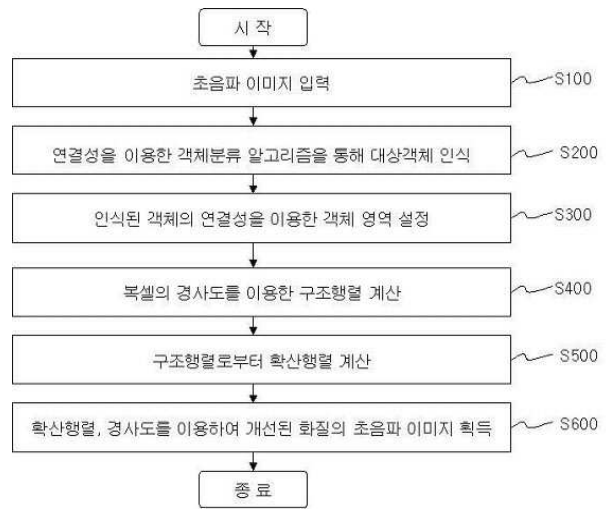 시 작
초음파 이미지 입력
S100
연결성을 이용한 객체분류 알고리즘을 통해 대상객체 인식
S200
인식된 객체의 연결성을 이용한 객체 영역 설정
S300
복셀의 경사도를 이용한 구조행렬 계산
S400
구조행렬로부터 확산행렬 계산
S500
확산행렬, 경사도를 이용하여 개선된 화질의 초음파 이미지 획득
S600
종 료